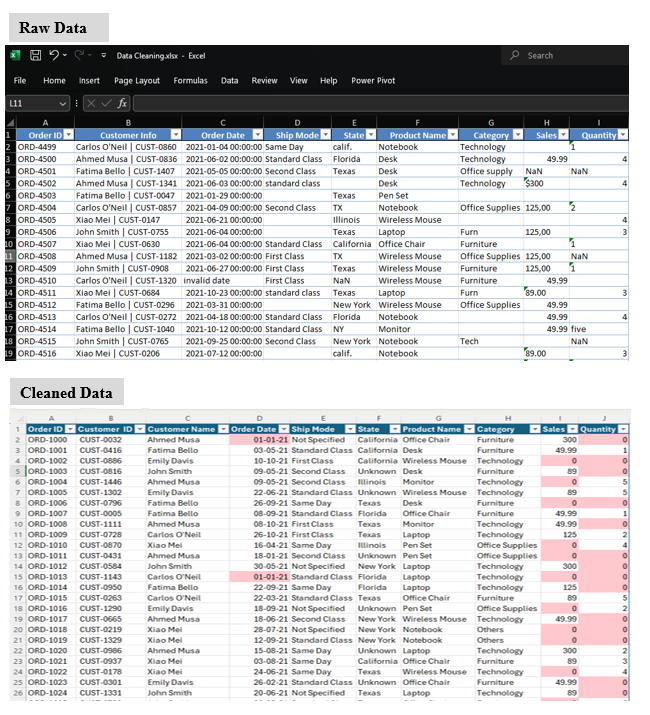 Raw Data
Data Cleaning.xlsx - Excel
Search
File Home Insert Page Layout Formulas Data Review View Help Power Pivot
L11 fx
A B C D E F G H I
1 Order ID Customer Info Order Date Ship Mode State Product Name Category Sales Quantity
2 ORD-4499 Carlos O'Neil | CUST-0860 2021-01-04 00:00:00 Same Day calif. Notebook Technology 1
3 ORD-4500 Ahmed Musa | CUST-0836 2021-06-02 00:00:00 Standard Class Florida Desk Technology 49.99 4
4 ORD-4501 Fatima Bello | CUST-1407 2021-05-05 00:00:00 Second Class Texas Desk Office supply NaN NaN
5 ORD-4502 Ahmed Musa | CUST-1341 2021-06-03 00:00:00 standard class Desk Technology $300 4
6 ORD-4503 Fatima Bello | CUST-0047 2021-01-29 00:00:00 Texas Pen Set
7 ORD-4504 Carlos O'Neil | CUST-0857 2021-04-09 00:00:00 Second Class TX Notebook Office Supplies 125,00 2
8 ORD-4505 Xiao Mei | CUST-0147 2021-06-21 00:00:00 Illinois Wireless Mouse 4
9 ORD-4506 John Smith | CUST-0755 2021-06-04 00:00:00 Texas Laptop Furn 125,00 3
10 ORD-4507 Xiao Mei | CUST-0630 2021-06-04 00:00:00 Standard Class California Office Chair Furniture 1
11 ORD-4508 Ahmed Musa | CUST-1182 2021-03-02 00:00:00 First Class TX Wireless Mouse Office Supplies 125,00 NaN
12 ORD-4509 John Smith | CUST-0908 2021-06-27 00:00:00 First Class Texas Wireless Mouse Furniture 125,00 1
13 ORD-4510 Carlos O'Neil | CUST-1320 invalid date First Class NaN Wireless Mouse Furniture 49.99
14 ORD-4511 Xiao Mei | CUST-0684 2021-10-23 00:00:00 standard class Texas Laptop Furn 89.00 3
15 ORD-4512 Fatima Bello | CUST-0296 2021-03-31 00:00:00 New York Wireless Mouse Office Supplies 49.99
16 ORD-4513 Carlos O'Neil | CUST-0272 2021-04-18 00:00:00 Standard Class Florida Notebook 49.99 4
17 ORD-4514 Fatima Bello | CUST-1040 2021-10-12 00:00:00 Standard Class NY Monitor 49.99 five
18 ORD-4515 John Smith | CUST-0765 2021-09-25 00:00:00 Second Class New York Notebook Tech NaN
19 ORD-4516 Xiao Mei | CUST-0206 2021-07-12 00:00:00 calif. Notebook 89.00 3
Cleaned Data
A B C D E F G H I J
1 Order ID Customer ID Customer Name Order Date Ship Mode State Product Name Category Sales Quantity
2 ORD-1000 CUST-0032 Ahmed Musa 01-01-21 Not Specified California Office Chair Furniture 300 0
3 ORD-1001 CUST-0416 Fatima Bello 03-05-21 Standard Class California Desk Furniture 49.99 1
4 ORD-1002 CUST-0886 Emily Davis 10-10-21 First Class California Wireless Mouse Technology 0 0
5 ORD-1003 CUST-0816 John Smith 09-05-21 Second Class Unknown Desk Furniture 89 0
6 ORD-1004 CUST-1446 Ahmed Musa 09-05-21 Second Class Illinois Monitor Technology 0 5
7 ORD-1005 CUST-1302 Emily Davis 22-06-21 Standard Class Unknown Wireless Mouse Technology 89 5
8 ORD-1006 CUST-0796 Fatima Bello 26-09-21 Same Day Texas Desk Furniture 0 0
9 ORD-1007 CUST-0005 Fatima Bello 08-09-21 Standard Class Florida Office Chair Furniture 49.99 1
10 ORD-1008 CUST-1111 Ahmed Musa 08-10-21 First Class Texas Monitor Technology 49.99 0
11 ORD-1009 CUST-0728 Carlos O'Neil 26-10-21 First Class Texas Laptop Technology 125 2
12 ORD-1010 CUST-0870 Xiao Mei 16-04-21 Same Day Illinois Pen Set Office Supplies 0 4
13 ORD-1011 CUST-0431 Ahmed Musa 18-01-21 Second Class Unknown Pen Set Office Supplies 0 0
14 ORD-1012 CUST-0584 John Smith 30-05-21 Not Specified New York Laptop Technology 300 0
15 ORD-1013 CUST-1143 Carlos O'Neil 01-01-21 Standard Class Florida Laptop Technology 0 0
16 ORD-1014 CUST-0950 Fatima Bello 22-09-21 Same Day Florida Laptop Technology 125 0
17 ORD-1015 CUST-0263 Carlos O'Neil 22-03-21 Standard Class Texas Office Chair Furniture 89 5
18 ORD-1016 CUST-1290 Emily Davis 18-09-21 Not Specified Unknown Pen Set Office Supplies 0 2
19 ORD-1017 CUST-0665 Ahmed Musa 18-06-21 Second Class New York Wireless Mouse Technology 49.99 0
20 ORD-1018 CUST-0219 Xiao Mei 28-07-21 Not Specified New York Notebook Others 0 0
21 ORD-1019 CUST-1329 Xiao Mei 12-09-21 Standard Class New York Notebook Others 0 0
22 ORD-1020 CUST-0986 Ahmed Musa 15-08-21 Same Day Unknown Laptop Technology 300 2
23 ORD-1021 CUST-0937 Xiao Mei 03-08-21 Same Day California Office Chair Furniture 89 3
24 ORD-1022 CUST-0178 Xiao Mei 24-06-21 Same Day Texas Wireless Mouse Technology 0 4
25 ORD-1023 CUST-0301 Emily Davis 26-02-21 Standard Class Unknown Office Chair Furniture 49.99 0
26 ORD-1024 CUST-1331 John Smith 20-06-21 Not Specified Texas Laptop Technology 89 0